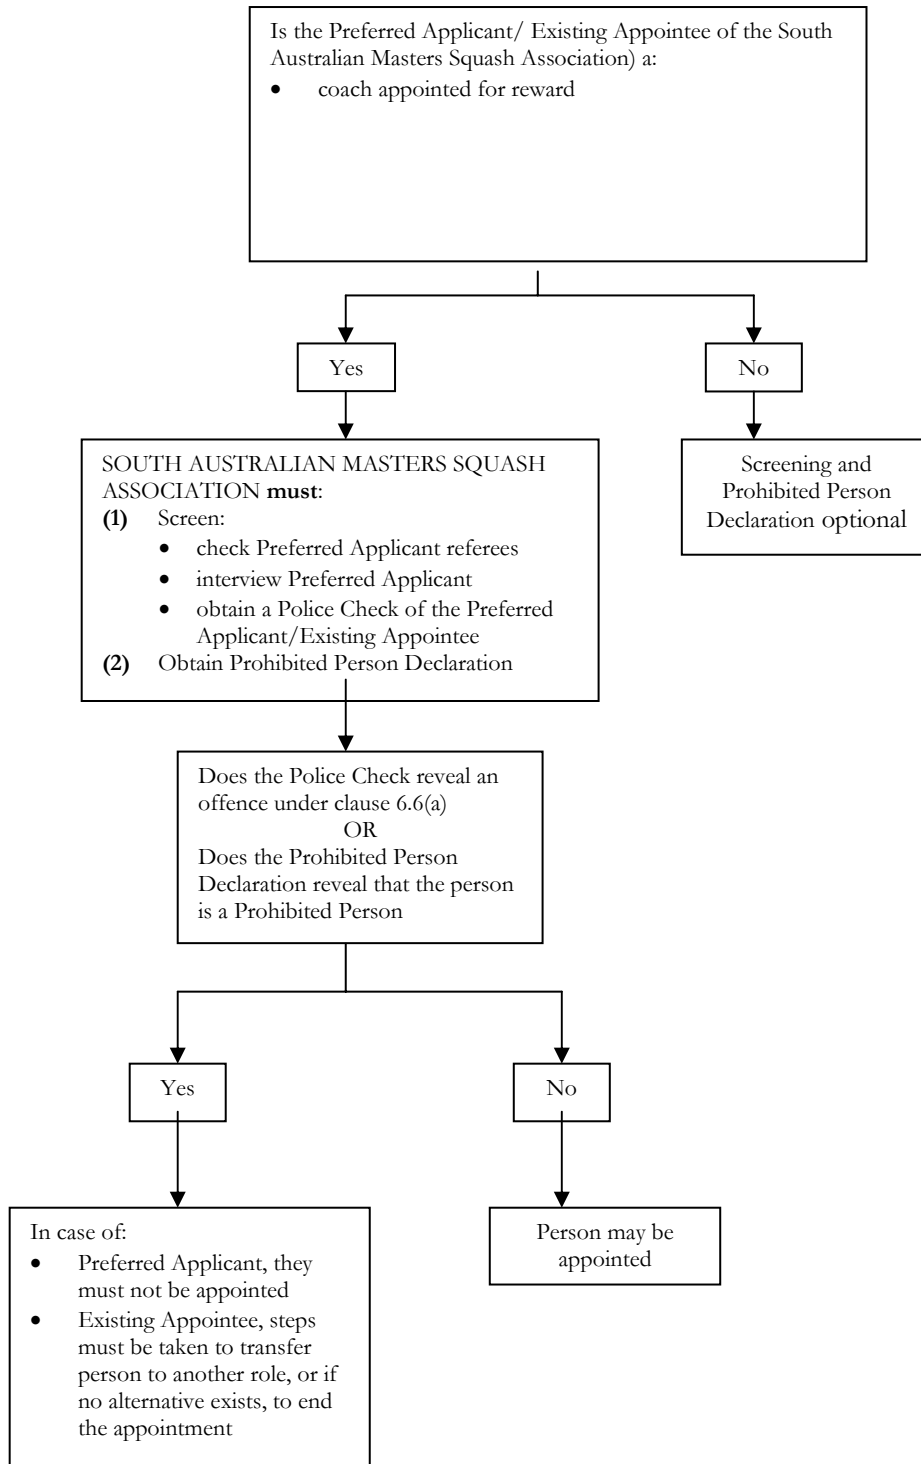 Is the Preferred Applicant/ Existing Appointee of the South
Australian Masters Squash Association) a:
• coach appointed for reward
Yes
No
SOUTH AUSTRALIAN MASTERS SQUASH
ASSOCIATION must:
(1) Screen:
• check Preferred Applicant referees
• interview Preferred Applicant
• obtain a Police Check of the Preferred
Applicant/Existing Appointee
(2) Obtain Prohibited Person Declaration
Screening and
Prohibited Person
Declaration optional
Does the Police Check reveal an
offence under clause 6.6(a)
OR
Does the Prohibited Person
Declaration reveal that the person
is a Prohibited Person
Yes
No
In case of:
• Preferred Applicant, they
must not be appointed
• Existing Appointee, steps
must be taken to transfer
person to another role, or if
no alternative exists, to end
the appointment
Person may be
appointed